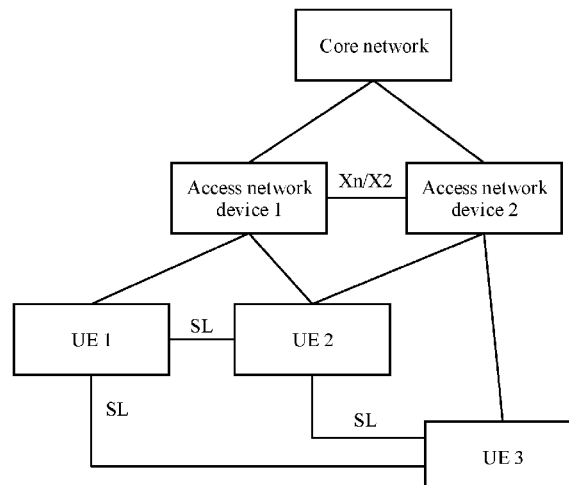 Core network
Access network
device 1
Xn/X2
Access network
device 2
UE 1
SL
UE 2
SL
SL
UE 3